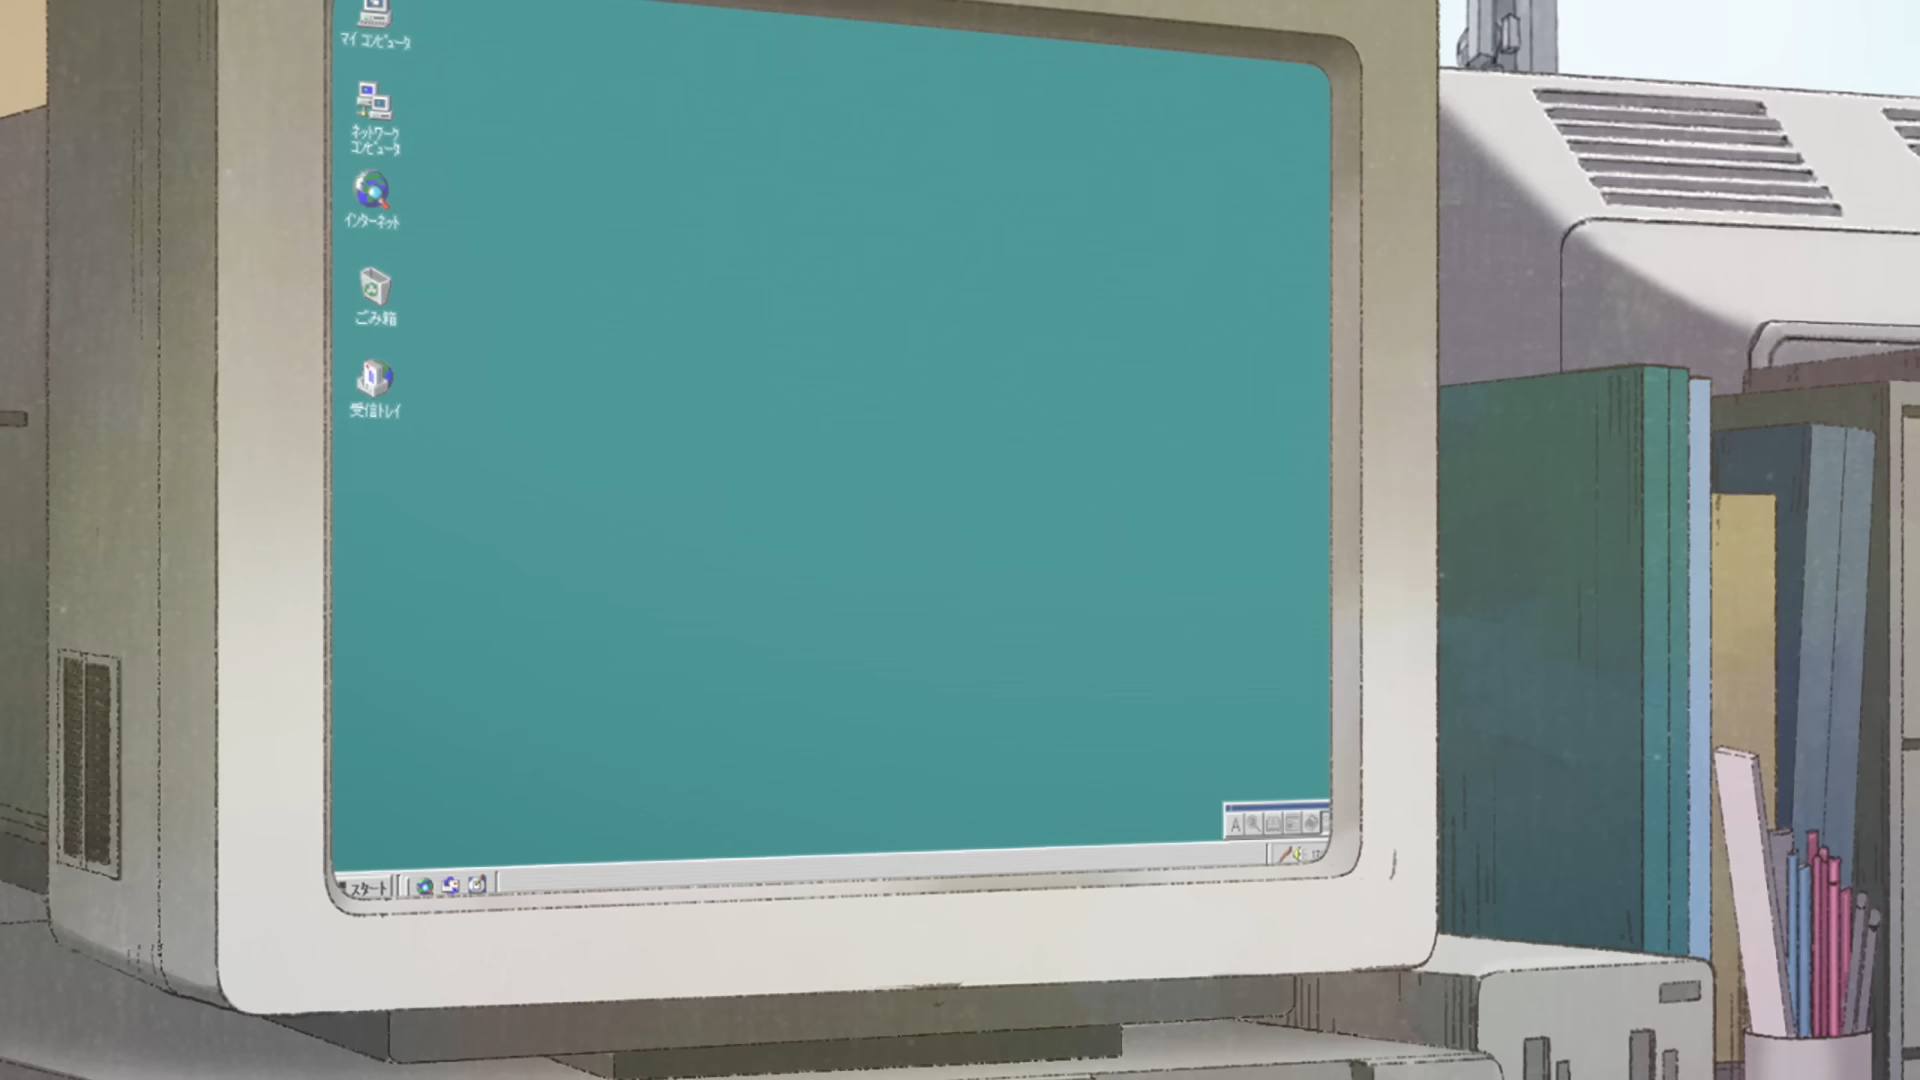 マイ コンピュータ
ネットワーク
コンピュータ
インターネット
ごみ箱
受信トレイ
A
スタート